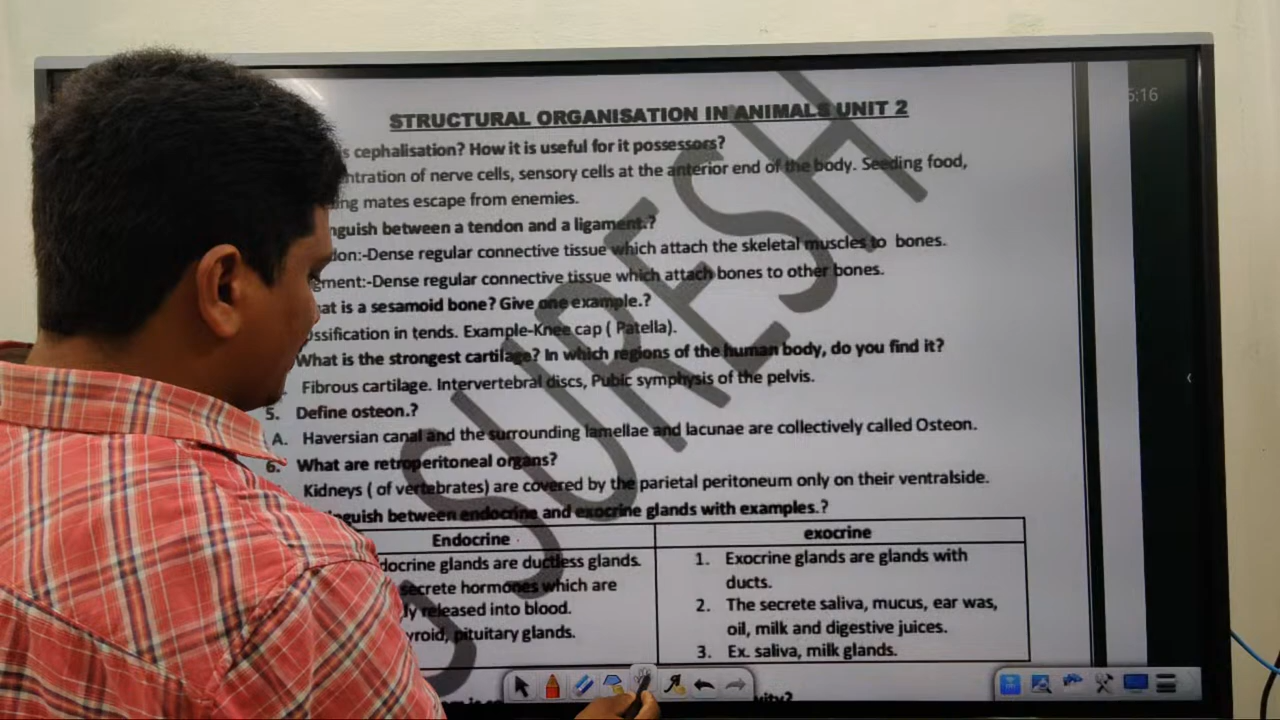 STRUCTURAL ORGANISATION IN ANIMALS UNIT 2
5:16
s cephalisation? How it is useful for it possessors?
ntration of nerve cells, sensory cells at the anterior end of the body. Seeding food,
ing mates escape from enemies.
nguish between a tendon and a ligament.?
don:-Dense regular connective tissue which attach the skeletal muscles to bones.
gment:-Dense regular connective tissue which attach bones to other bones.
at is a sesamoid bone? Give one example.?
ossification in tends. Example-Knee cap ( Patella).
What is the strongest cartilage? In which regions of the human body, do you find it?
Fibrous cartilage. Intervertebral discs, Pubic symphysis of the pelvis.
5. Define osteon.?
A. Haversian canal and the surrounding lamellae and lacunae are collectively called Osteon.
6. What are retroperitoneal organs?
Kidneys ( of vertebrates) are covered by the parietal peritoneum only on their ventralside.
nguish between endocrine and exocrine glands with examples.?
Endocrine
docrine glands are ductless glands.
secrete hormones which are
ly released into blood.
yroid, pituitary glands.
exocrine
1. Exocrine glands are glands with
ducts.
2. The secrete saliva, mucus, ear was,
oil, milk and digestive juices.
3. Ex. saliva, milk glands.
SURESH